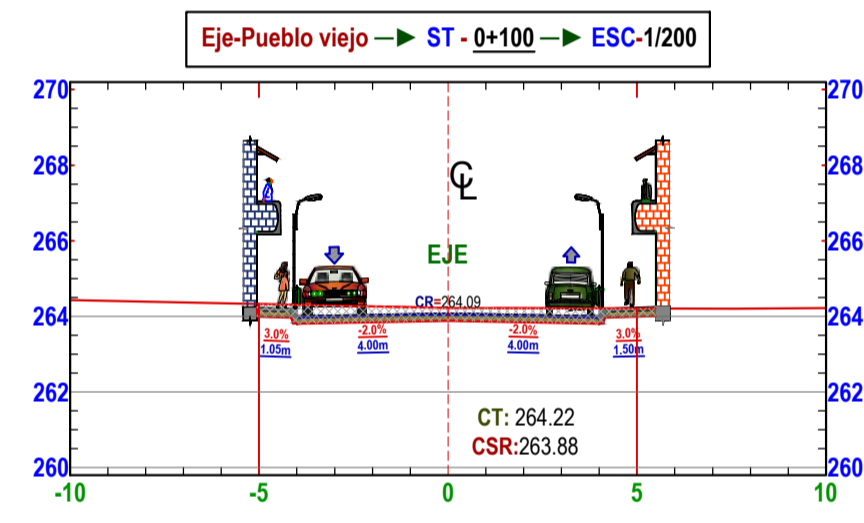 Eje-Pueblo viejo ST - 0+100 ESC-1/200
270 270
268 268
266 266
EJE
CR=264.09
264 264
3.0% -2.0% -2.0% 3.0%
1.05m 4.00m 4.00m 1.50m
262 262
CT: 264.22
CSR:263.88
260 260
-10 -5 0 5 10